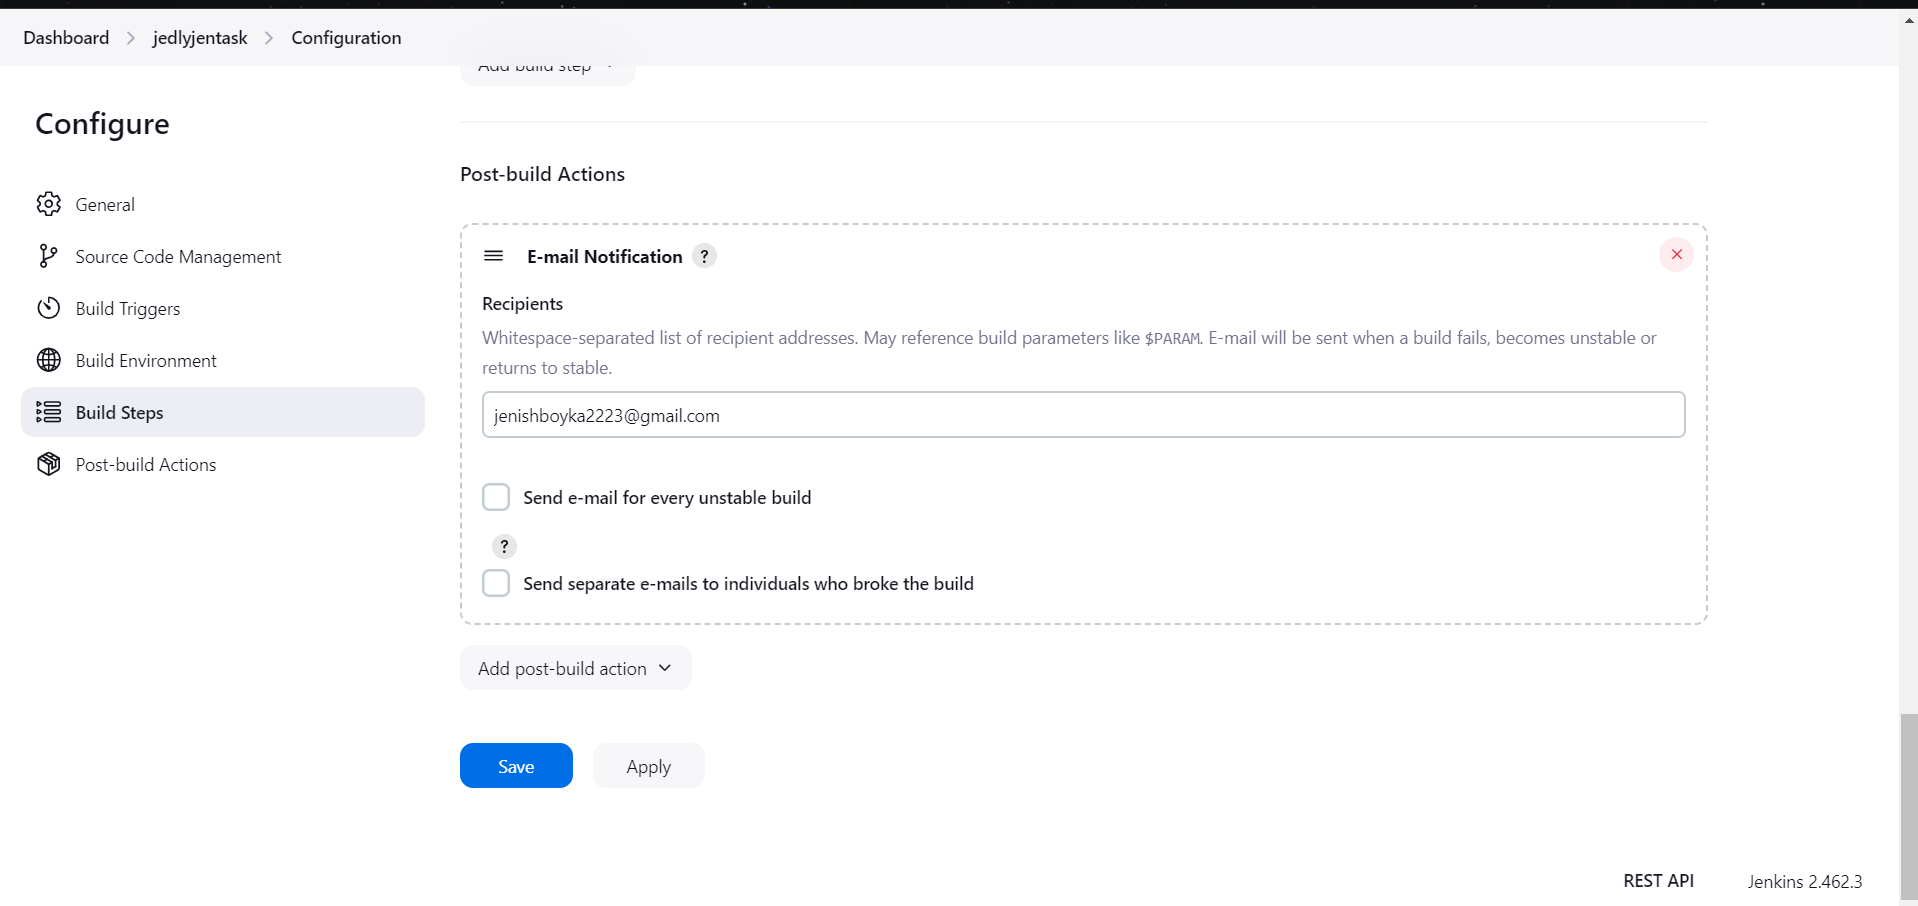 Dashboard > jedlyjentask > Configuration
Add build step
Configure
General
Source Code Management
Build Triggers
Build Environment
Build Steps
Post-build Actions
Post-build Actions
E-mail Notification ?
Recipients
Whitespace-separated list of recipient addresses. May reference build parameters like $PARAM. E-mail will be sent when a build fails, becomes unstable or
returns to stable.
jenishboyka2223@gmail.com
Send e-mail for every unstable build
?
Send separate e-mails to individuals who broke the build
Add post-build action
Save
Apply
REST API
Jenkins 2.462.3